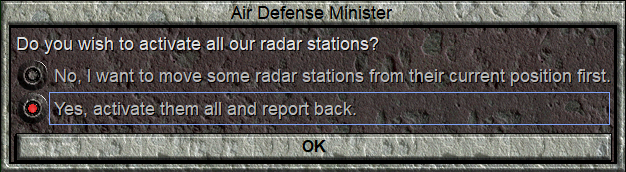 Air Defense Minister
Do you wish to activate all our radar stations?
No, I want to move some radar stations from their current position first.
Yes, activate them all and report back.
OK